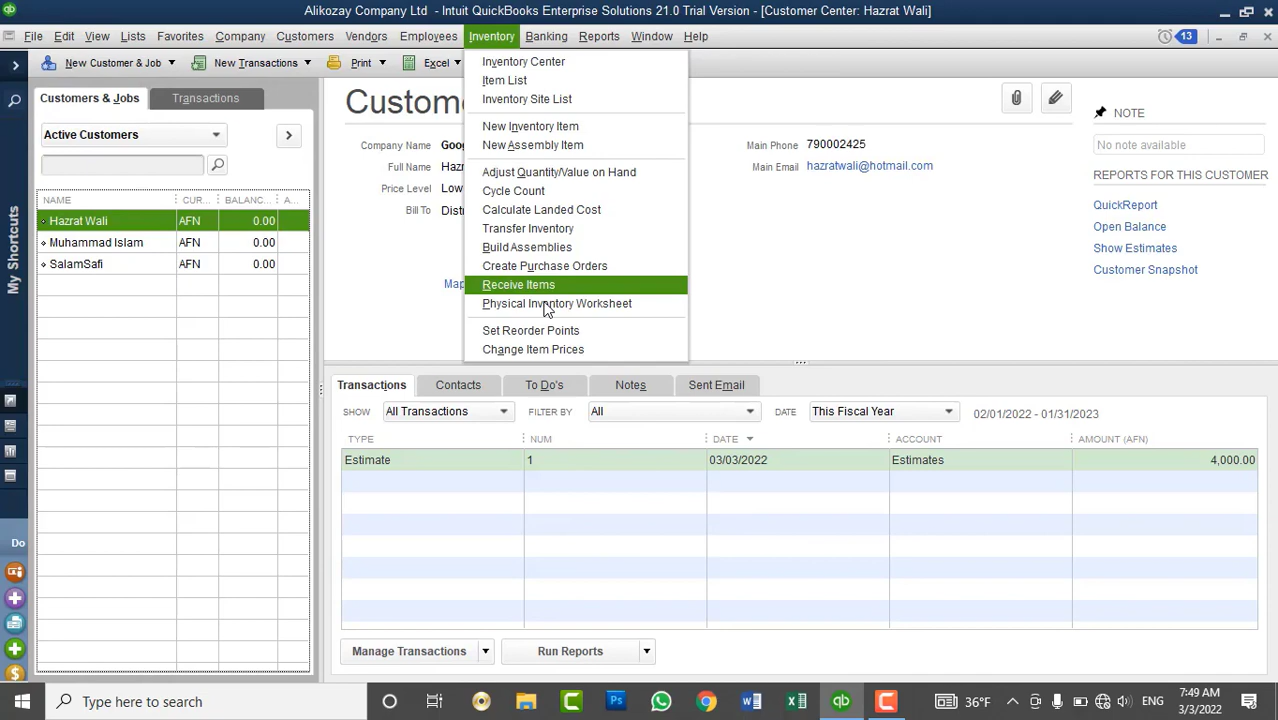 Alikozay Company Ltd - Intuit QuickBooks Enterprise Solutions 21.0 Trial Version - [Customer Center: Hazrat Wali]
File Edit View Lists Favorites Company Customers Vendors Employees Inventory Banking Reports Window Help 13
New Customer & Job New Transactions Print Excel
Customers & Jobs Transactions
Active Customers
NAME CUR... BALANC... A...
Hazrat Wali AFN 0.00
Muhammad Islam AFN 0.00
SalamSafi AFN 0.00
My Shortcuts
Do
Inventory Center
Item List
Inventory Site List
New Inventory Item
New Assembly Item
Adjust Quantity/Value on Hand
Cycle Count
Calculate Landed Cost
Transfer Inventory
Build Assemblies
Create Purchase Orders
Receive Items
Physical Inventory Worksheet
Set Reorder Points
Change Item Prices
Custome
Company Name Goo
Full Name Haz
Price Level Low
Bill To Dist
Map
Main Phone 790002425
Main Email hazratwali@hotmail.com
NOTE
No note available
REPORTS FOR THIS CUSTOMER
QuickReport
Open Balance
Show Estimates
Customer Snapshot
Transactions Contacts To Do's Notes Sent Email
SHOW All Transactions FILTER BY All DATE This Fiscal Year 02/01/2022 - 01/31/2023
TYPE NUM DATE ACCOUNT AMOUNT (AFN)
Estimate 1 03/03/2022 Estimates 4,000.00
Manage Transactions Run Reports
Type here to search
36°F ENG 7:49 AM
3/3/2022